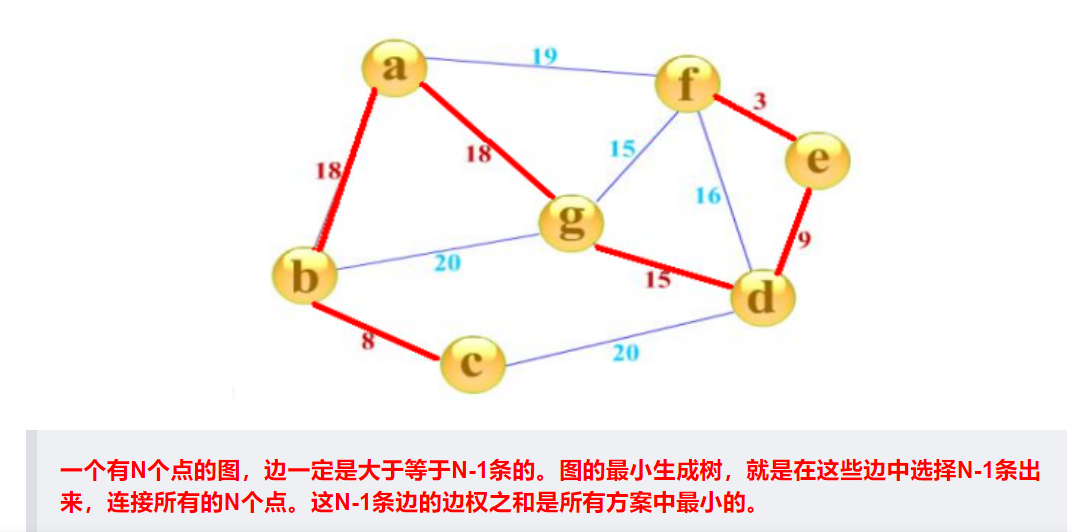 a
19
f
3
e
18
18
15
16
g
9
b
20
15
d
8
c
20
一个有N个点的图，边一定是大于等于N-1条的。图的最小生成树，就是在这些边中选择N-1条出
来，连接所有的N个点。这N-1条边的边权之和是所有方案中最小的。